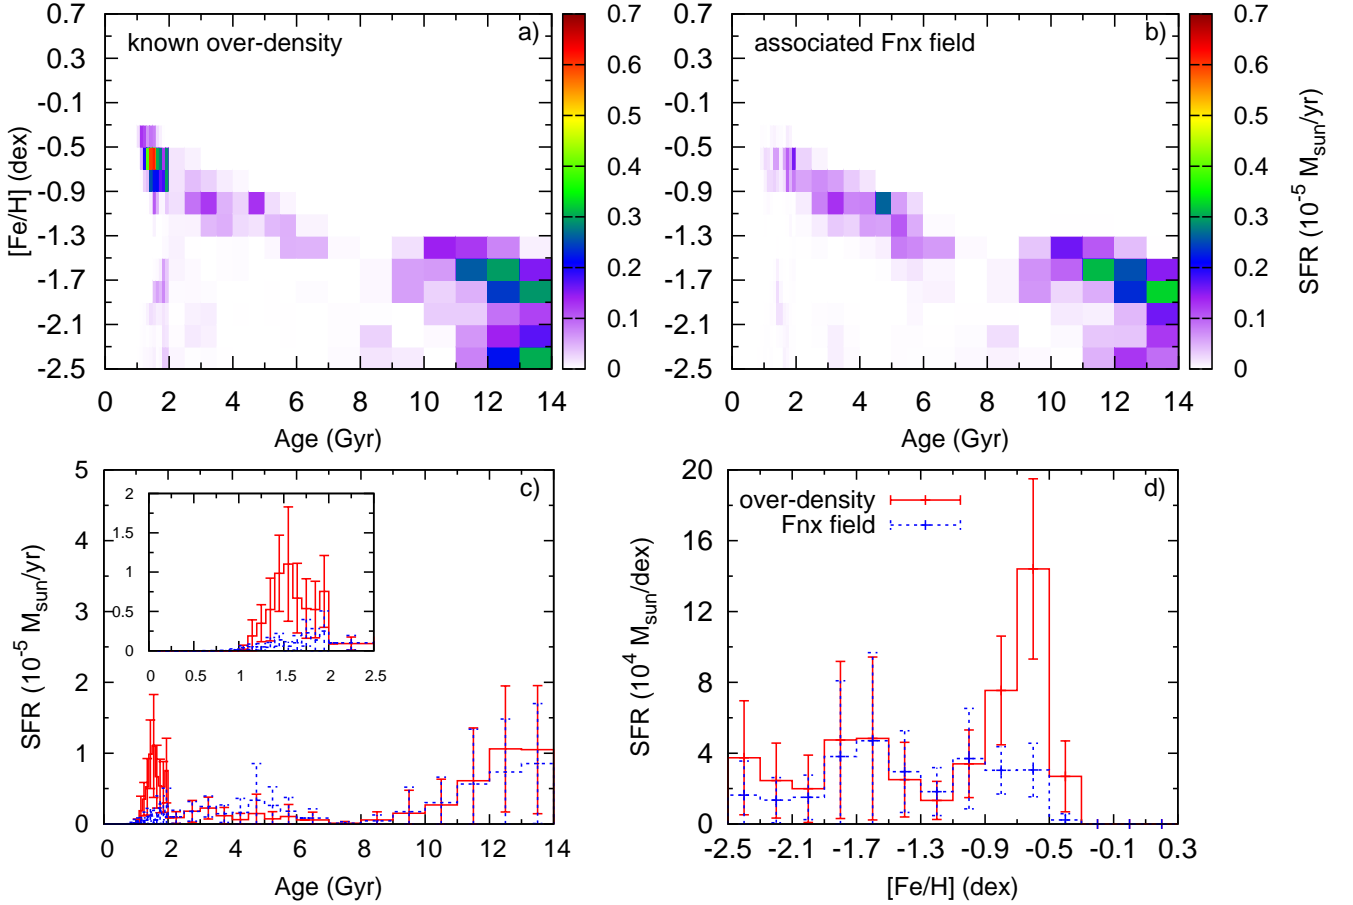 known over-density
a)
0.7
0.3
-0.1
-0.5
-0.9
-1.3
-1.7
-2.1
-2.5
[Fe/H] (dex)
0 2 4 6 8 10 12 14
Age (Gyr)
0.7
0.6
0.5
0.4
0.3
0.2
0.1
0
associated Fnx field
b)
0.7
0.3
-0.1
-0.5
-0.9
-1.3
-1.7
-2.1
-2.5
0 2 4 6 8 10 12 14
Age (Gyr)
0.7
0.6
0.5
0.4
0.3
0.2
0.1
0
SFR (10^-5 M_sun/yr)
c)
5
4
3
2
1
0
SFR (10^-5 M_sun/yr)
2
1.5
1
0.5
0
0 0.5 1 1.5 2 2.5
0 2 4 6 8 10 12 14
Age (Gyr)
d)
over-density
Fnx field
20
16
12
8
4
0
SFR (10^4 M_sun/dex)
-2.5 -2.1 -1.7 -1.3 -0.9 -0.5 -0.1 0.3
[Fe/H] (dex)